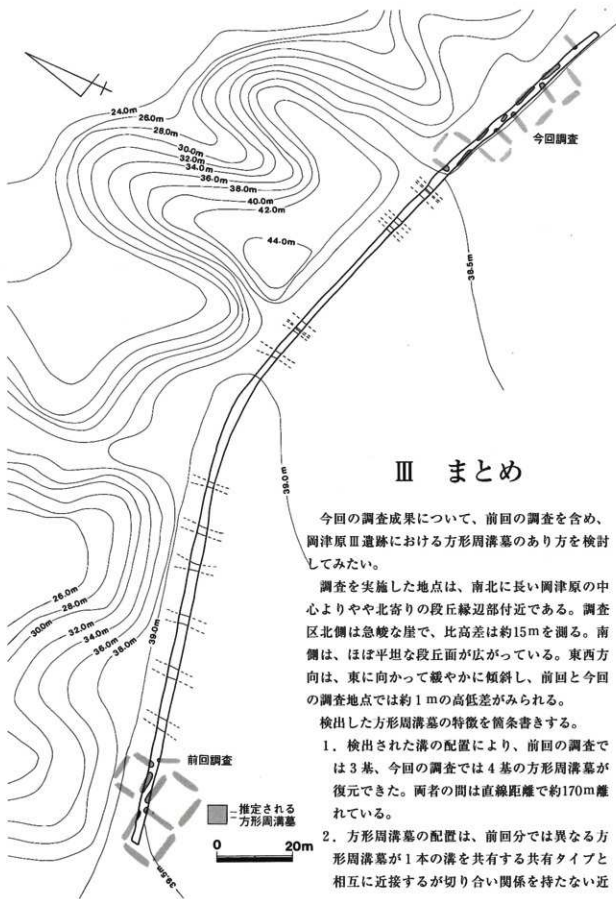 24.0m
26.0m
28.0m
30.0m
32.0m
34.0m
36.0m
38.0m
40.0m
42.0m
44.0m
今回調査
38.5m
39.0m
26.0m
28.0m
30.0m
32.0m
34.0m
36.0m
38.0m
39.0m
前回調査
推定される
方形周溝墓
0 20m
39.5m
Ⅲ まとめ
今回の調査成果について、前回の調査を含め、
岡津原Ⅲ遺跡における方形周溝墓のあり方を検討
してみたい。
調査を実施した地点は、南北に長い岡津原の中
心よりやや北寄りの段丘縁辺部付近である。調査
区北側は急峻な崖で、比高差は約15mを測る。南
側は、ほぼ平坦な段丘面が広がっている。東西方
向は、東に向かって緩やかに傾斜し、前回と今回
の調査地点では約1mの高低差がみられる。
検出した方形周溝墓の特徴を箇条書きする。
1．検出された溝の配置により、前回の調査で
は3基、今回の調査では4基の方形周溝墓が
復元できた。両者の間は直線距離で約170m離
れている。
2．方形周溝墓の配置は、前回分では異なる方
形周溝墓が1本の溝を共有する共有タイプと
相互に近接するが切り合い関係を持たない近